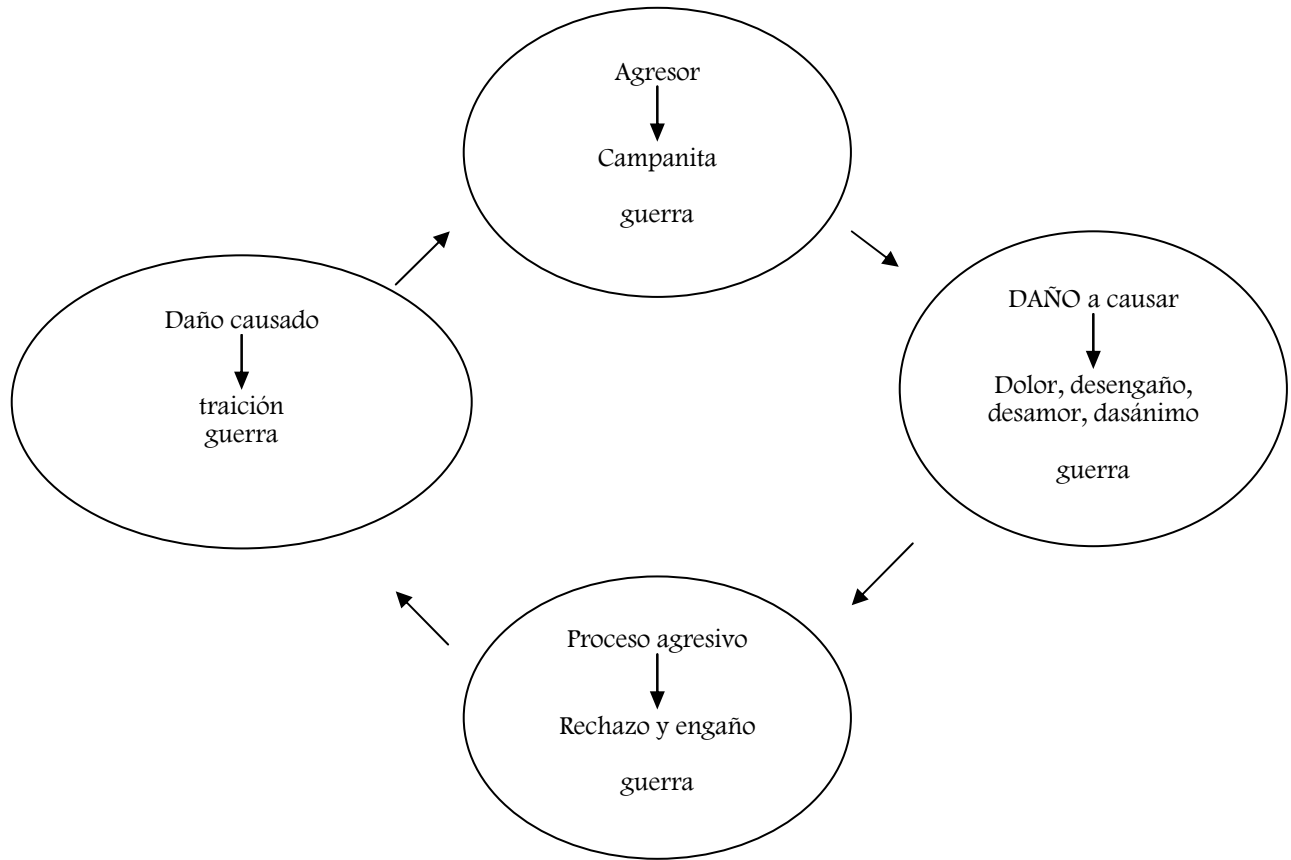 Agresor
Campanita
guerra
DAÑO a causar
Dolor, desengaño,
desamor, dasánimo
guerra
Proceso agresivo
Rechazo y engaño
guerra
Daño causado
traición
guerra